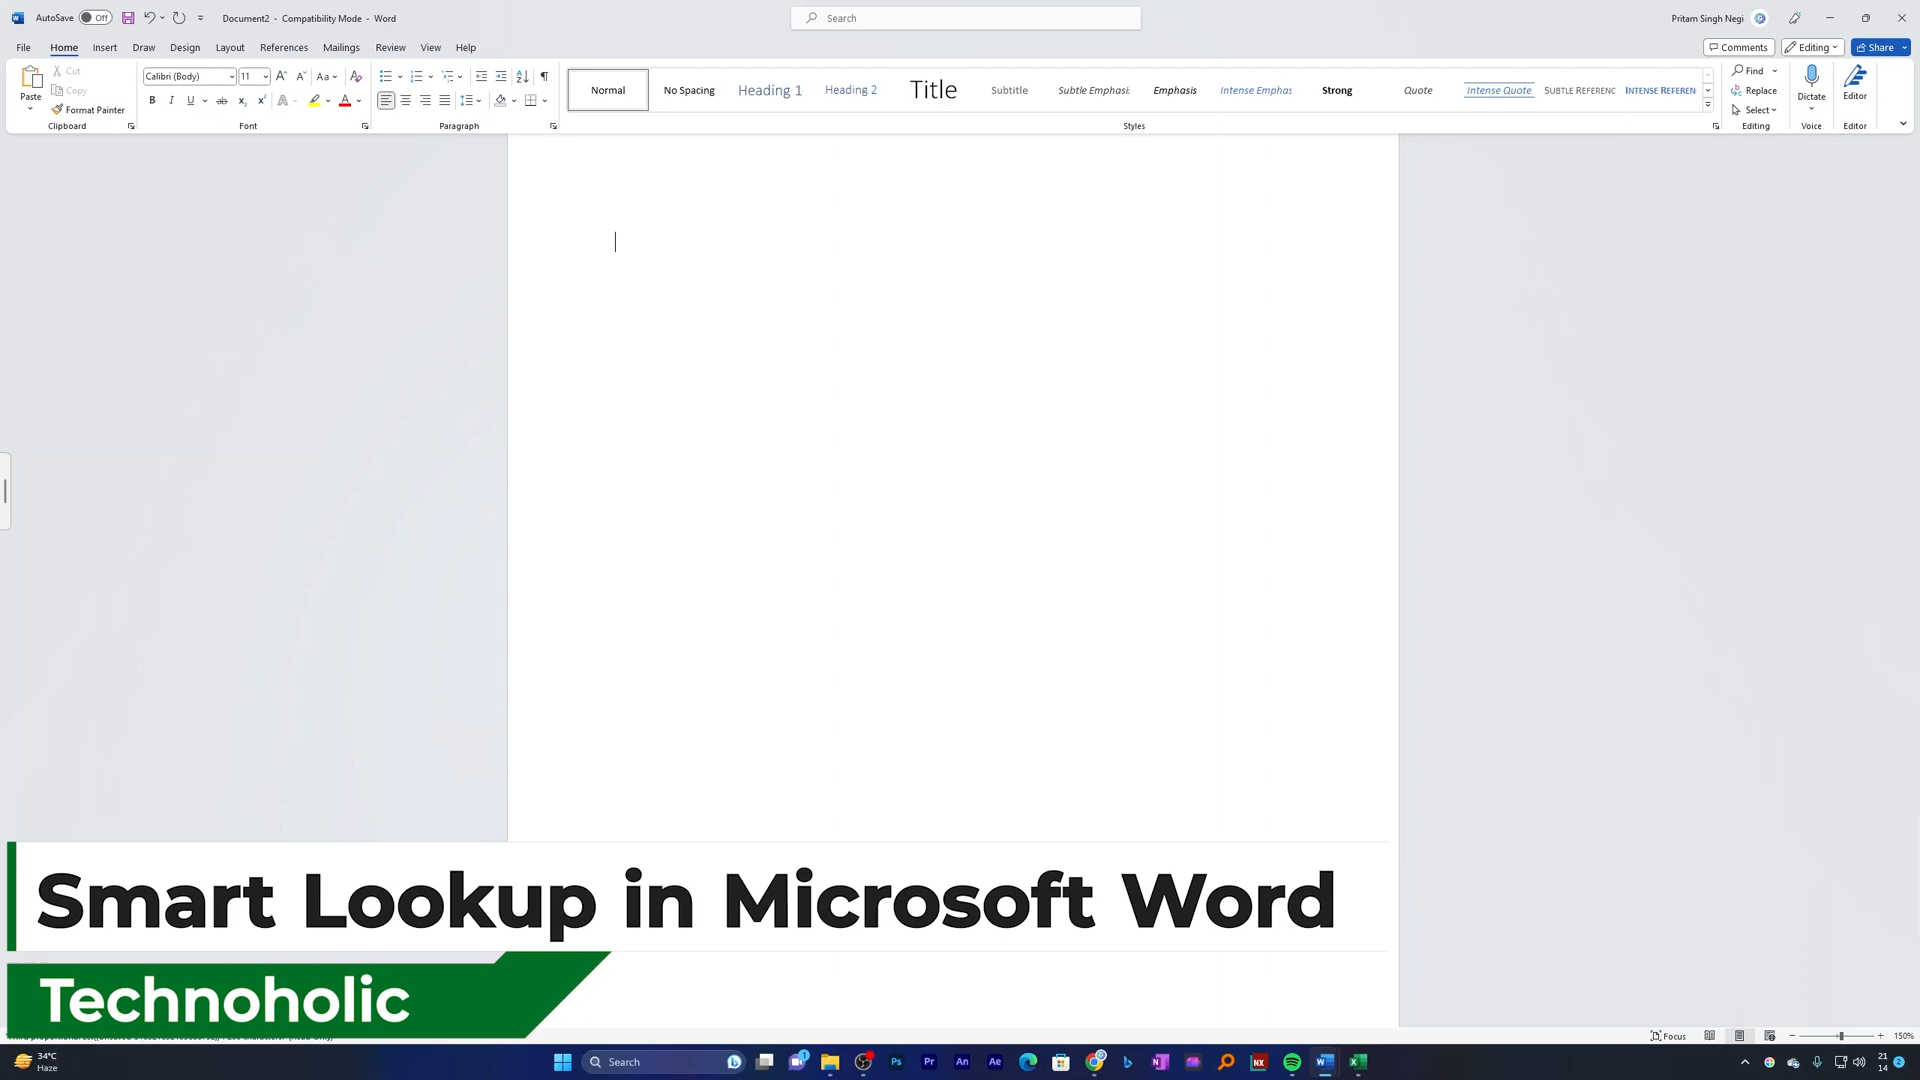 AutoSave Off Document2 - Compatibility Mode - Word Search Pritam Singh Negi
File Home Insert Draw Design Layout References Mailings Review View Help Comments Editing Share
Paste Cut Copy Format Painter Clipboard
Calibri (Body) 11 Font
Paragraph
Normal No Spacing Heading 1 Heading 2 Title Subtitle Subtle Emphasi Emphasis Intense Emphas Strong Quote Intense Quote SUBTLE REFERENC INTENSE REFEREN
Styles
Find Replace Select Editing
Dictate Voice
Editor Editor
Smart Lookup in Microsoft Word
Technoholic
Focus 150%
34°C
Haze
Search
21
14